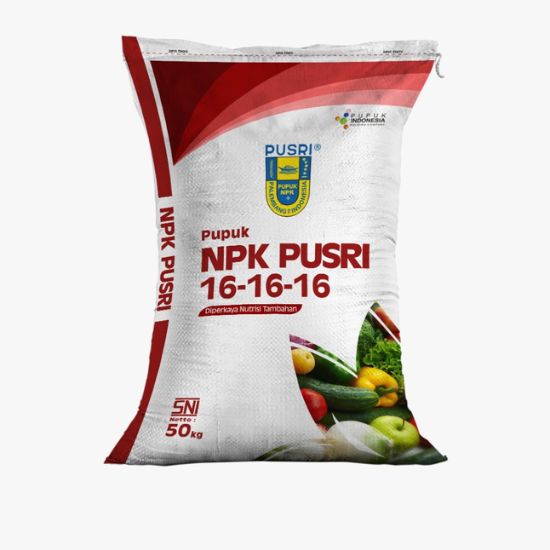 PUPUK
INDONESIA
PUSRI®
PUPUK
NPK
PALEMBANG INDONESIA
Pupuk
NPK PUSRI
16-16-16
Diperkaya Nutrisi Tambahan
NPK PUSRI
SNI
Netto :
50kg